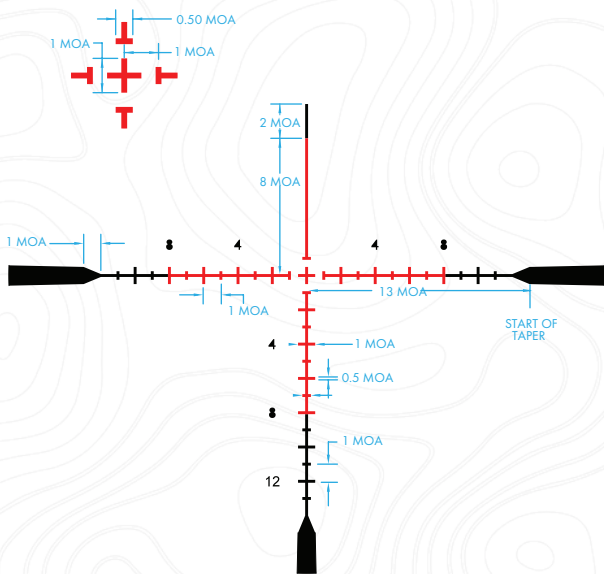 0.50 MOA
1 MOA
1 MOA
2 MOA
8 MOA
1 MOA
8
4
4
8
13 MOA
1 MOA
START OF
TAPER
4
1 MOA
0.5 MOA
8
1 MOA
12